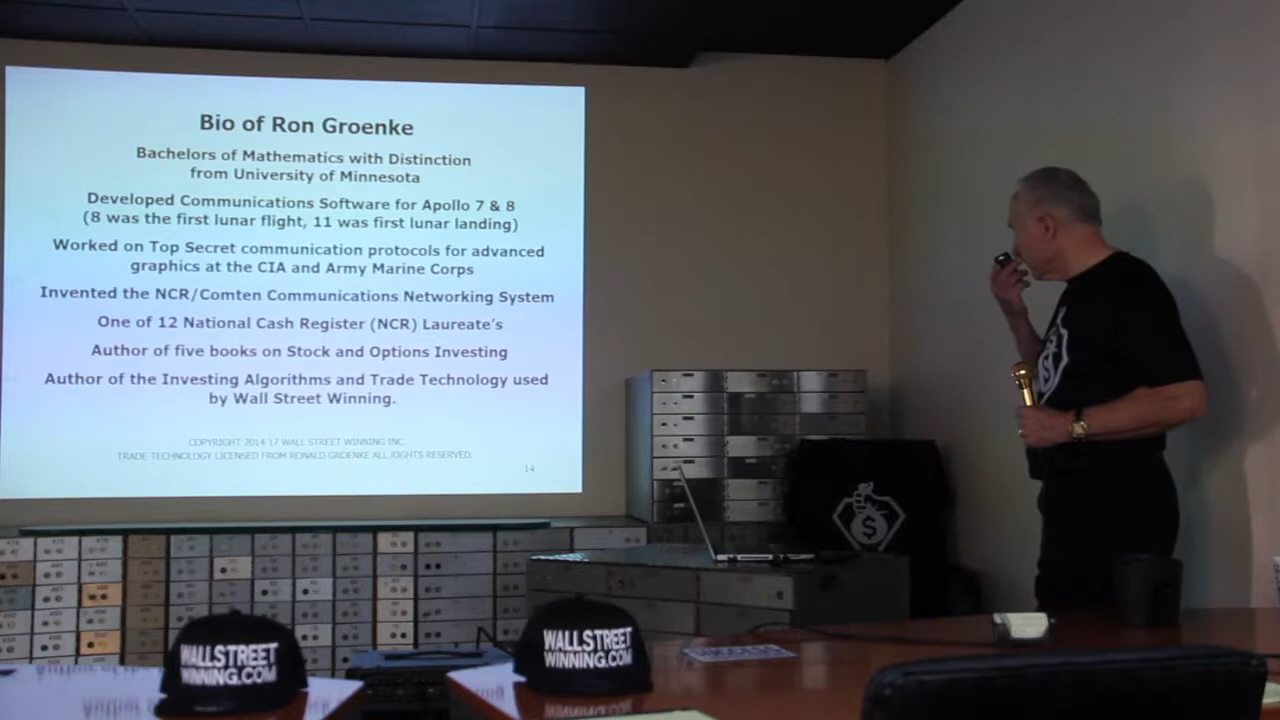 Bio of Ron Groenke
Bachelors of Mathematics with Distinction
from University of Minnesota
Developed Communications Software for Apollo 7 & 8
(8 was the first lunar flight, 11 was first lunar landing)
Worked on Top Secret communication protocols for advanced
graphics at the CIA and Army Marine Corps
Invented the NCR/Comten Communications Networking System
One of 12 National Cash Register (NCR) Laureate's
Author of five books on Stock and Options Investing
Author of the Investing Algorithms and Trade Technology used
by Wall Street Winning.
COPYRIGHT 2014-17 WALL STREET WINNING INC.
TRADE TECHNOLOGY LICENSED FROM RONALD GROENKE ALL RIGHTS RESERVED.
14
$
WALLSTREET
WINNING.COM
WALLSTREET
WINNING.COM